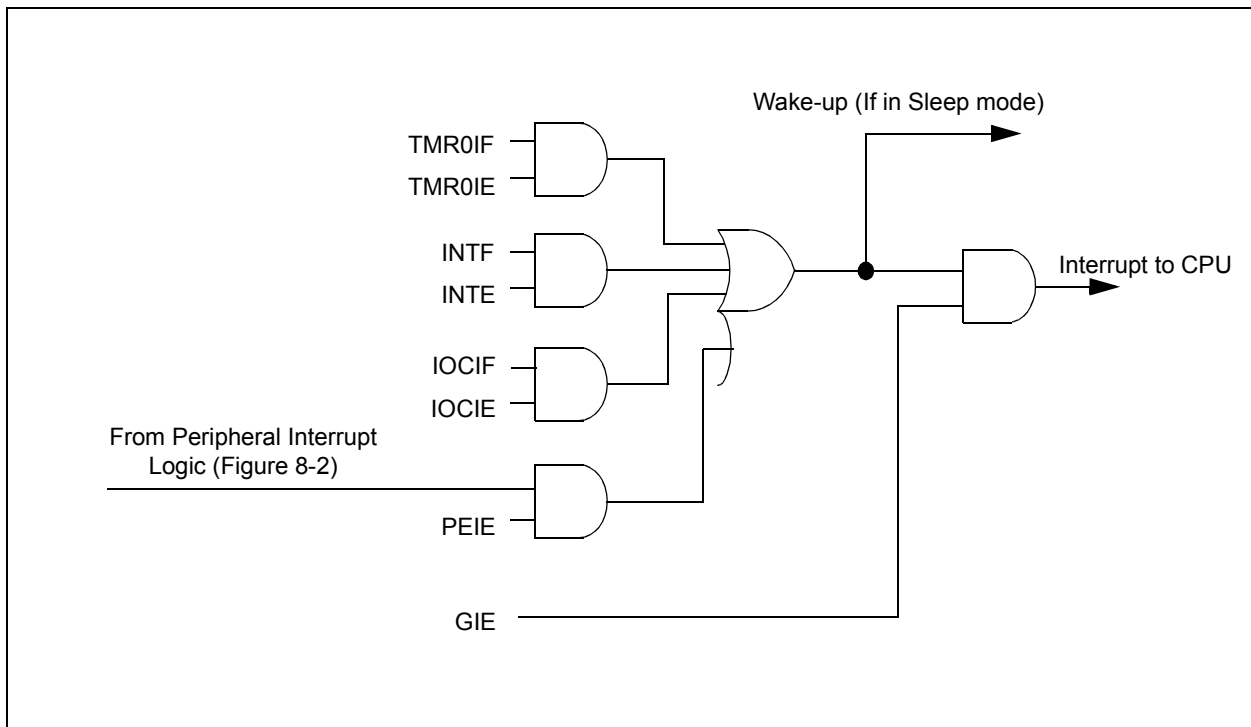 Wake-up (If in Sleep mode)
TMR0IF
TMR0IE
INTF
INTE
Interrupt to CPU
IOCIF
IOCIE
From Peripheral Interrupt
Logic (Figure 8-2)
PEIE
GIE